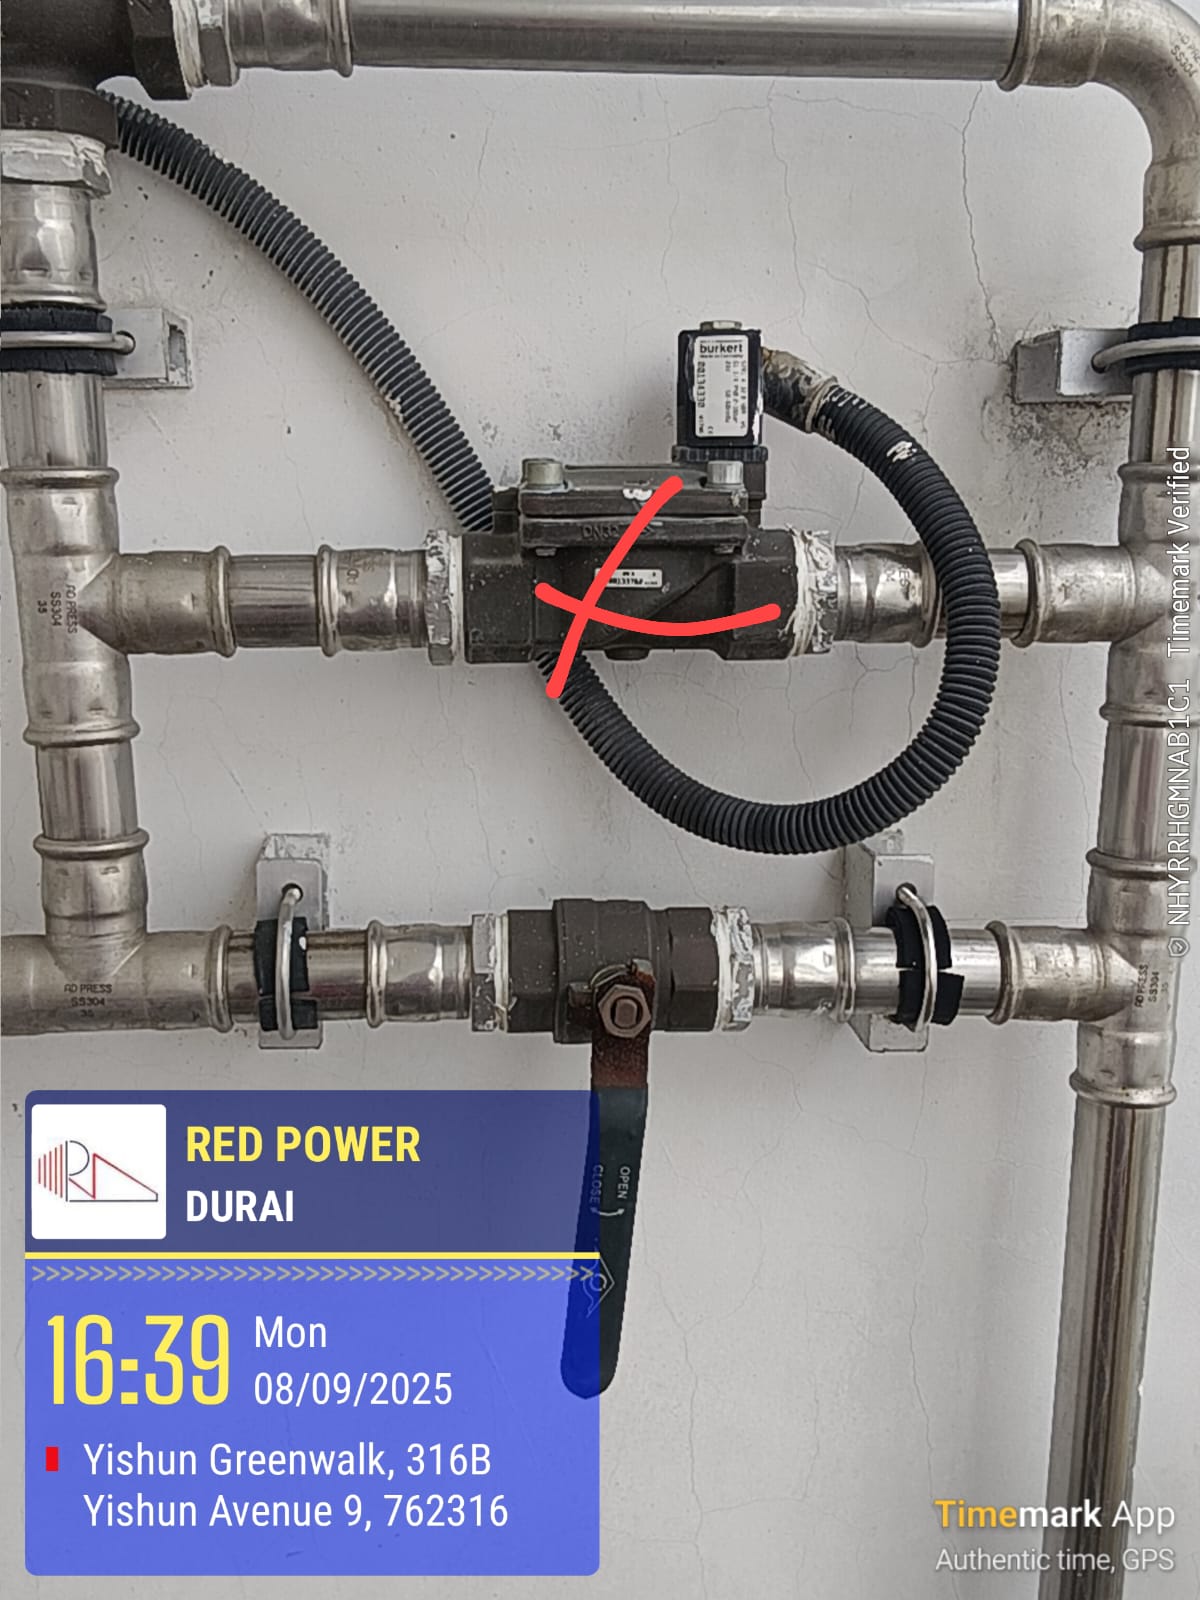 burkert
00134330
DN32
AD PRESS
SS304
35
AD PRESS
SS304
35
AD PRESS
SS304
OPEN
CLOSE
RED POWER
DURAI
>>>>>>>>>>>>>>>>>>>>>>>>>>>>>>>>>>>>>>>
16:39
Mon
08/09/2025
Yishun Greenwalk, 316B
Yishun Avenue 9, 762316
NHYRRHGMNAB1C1 Timemark Verified
Timemark App
Authentic time, GPS